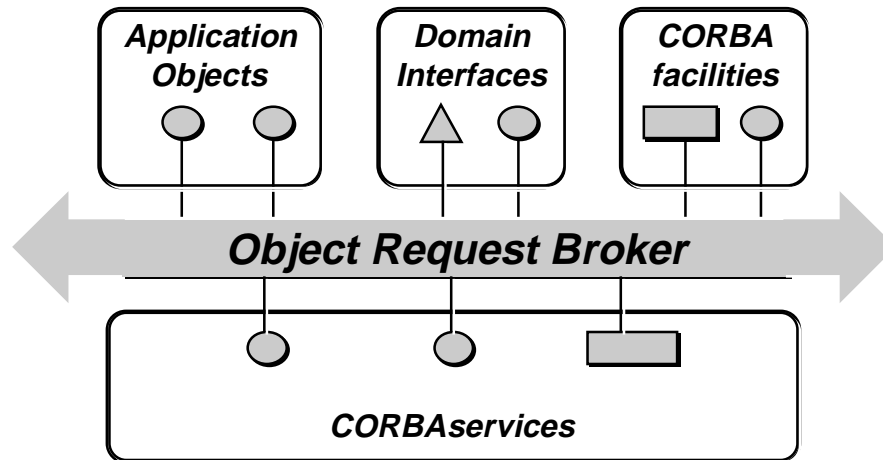 Application
Objects
Domain
Interfaces
CORBA
facilities
Object Request Broker
CORBAservices